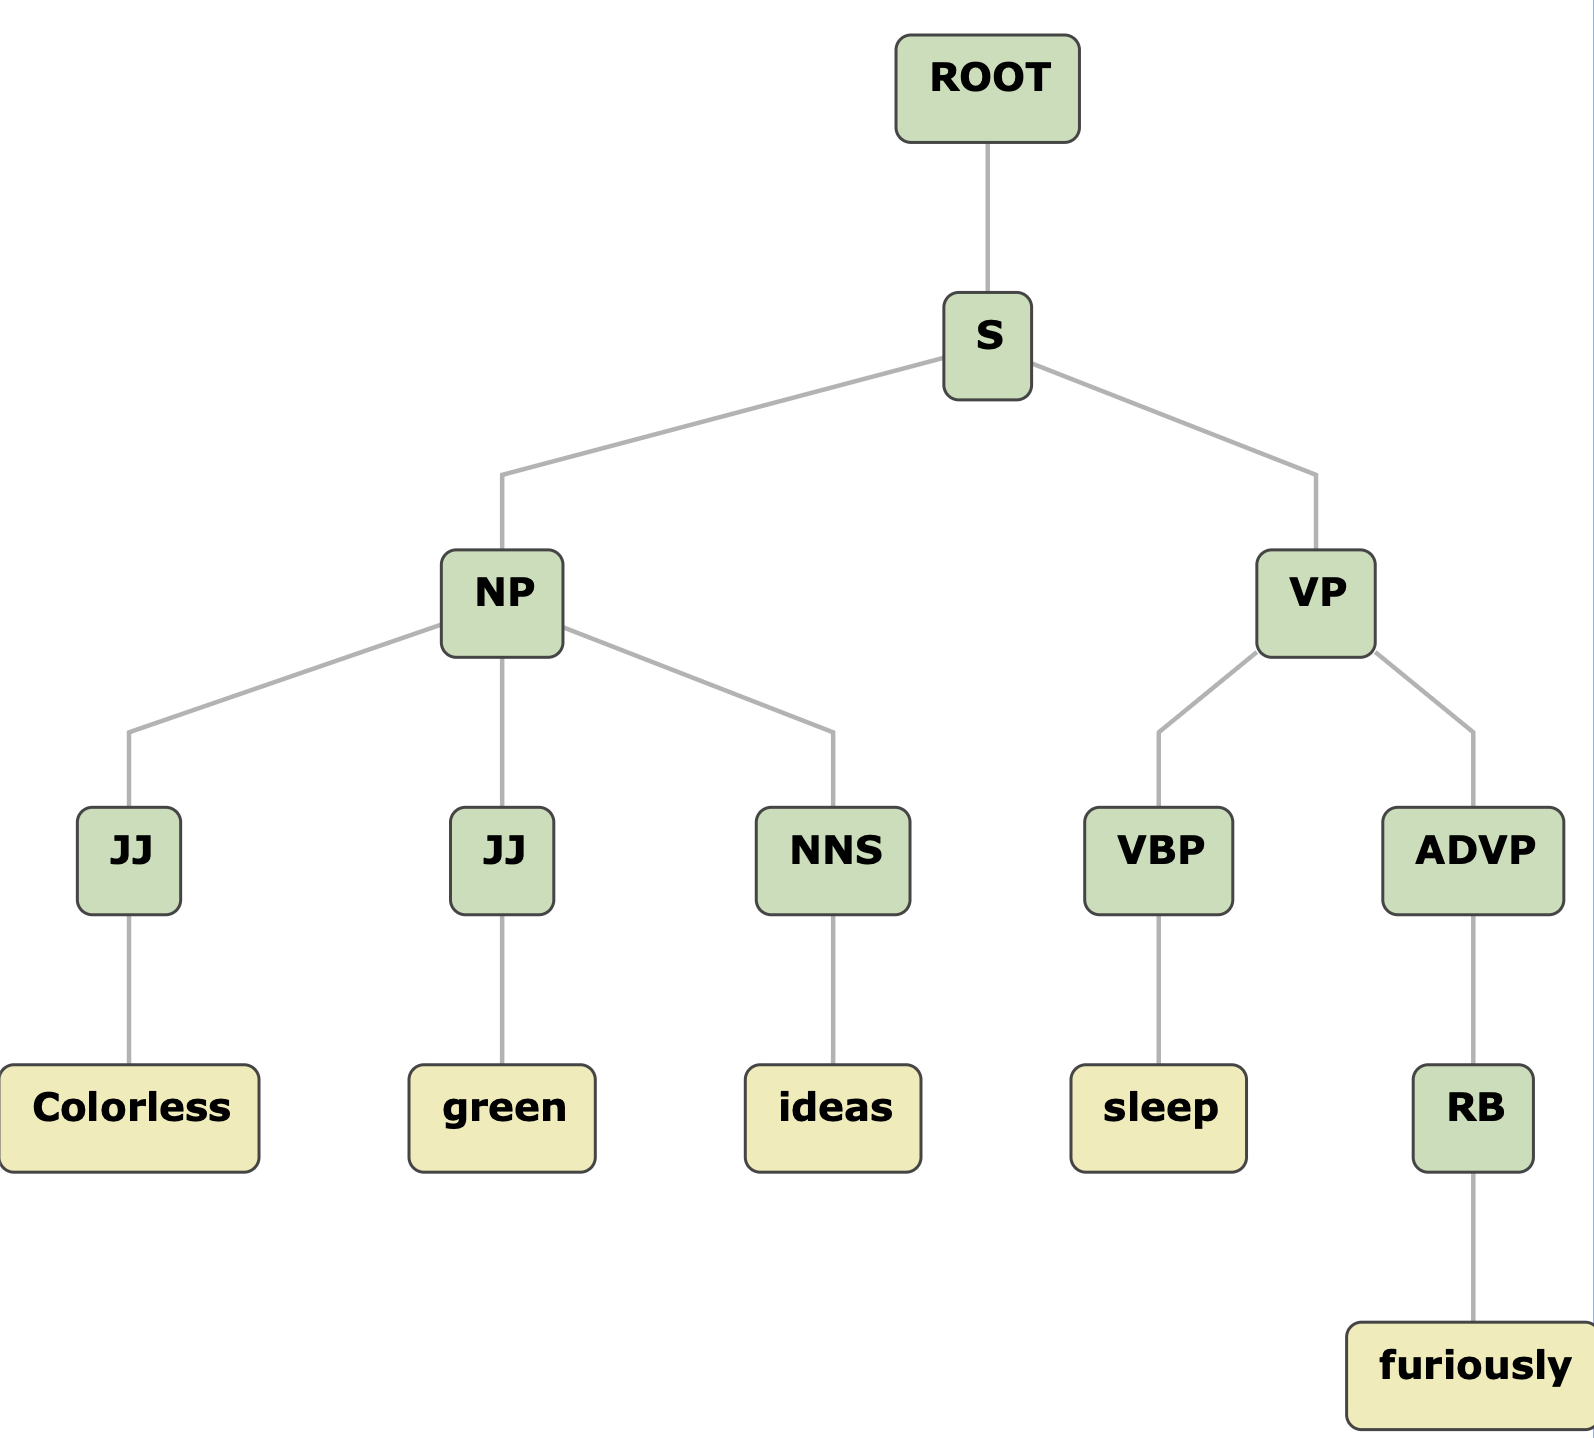 ROOT
S
NP VP
JJ JJ NNS VBP ADVP
Colorless green ideas sleep RB
furiously